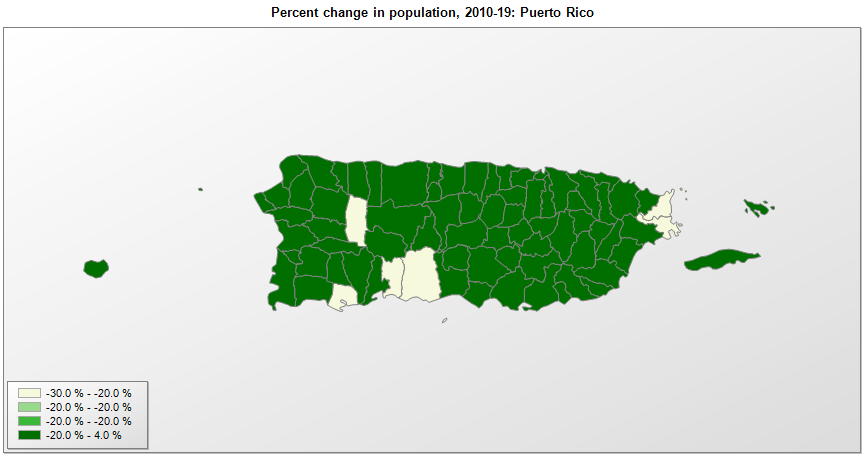 Percent change in population, 2010-19: Puerto Rico
-30.0 % - -20.0 %
-20.0 % - -20.0 %
-20.0 % - -20.0 %
-20.0 % - 4.0 %